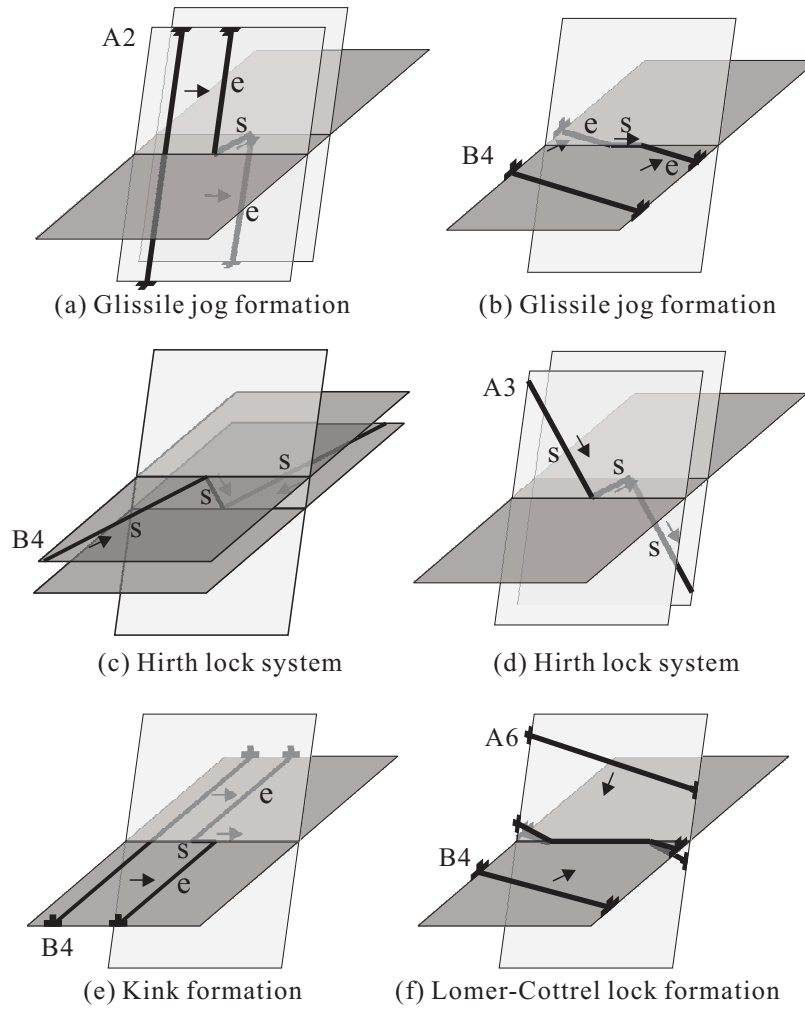 A2
e
s
e
(a) Glissile jog formation
e
s
B4
e
(b) Glissile jog formation
s
s
s
B4
(c) Hirth lock system
A3
s
s
s
(d) Hirth lock system
e
s
e
B4
(e) Kink formation
A6
B4
(f) Lomer-Cottrel lock formation